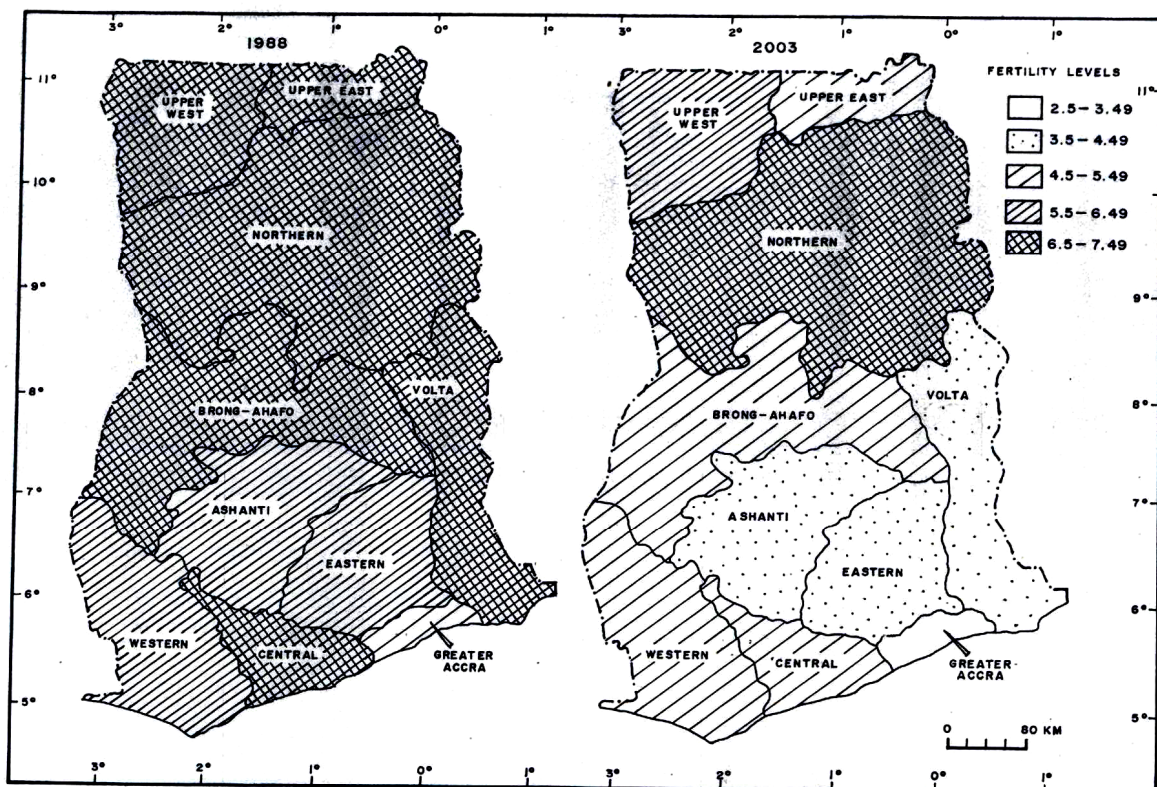 3° 2° 1° 0° 3° 2° 1° 0° 1°
1988
2003
11°
10°
9°
8°
7°
6°
5°
UPPER
WEST
UPPER EAST
NORTHERN
BRONG-AHAFO
VOLTA
ASHANTI
EASTERN
WESTERN
CENTRAL
GREATER
ACCRA
UPPER
WEST
UPPER EAST
NORTHERN
BRONG-AHAFO
VOLTA
ASHANTI
EASTERN
WESTERN
CENTRAL
GREATER-
ACCRA
FERTILITY LEVELS
2.5-3.49
3.5-4.49
4.5-5.49
5.5-6.49
6.5-7.49
11°
9°
8°
7°
6°
5°
0 80 KM
3° 2° 1° 0° 1° 3° 2° 1° 0° 1°